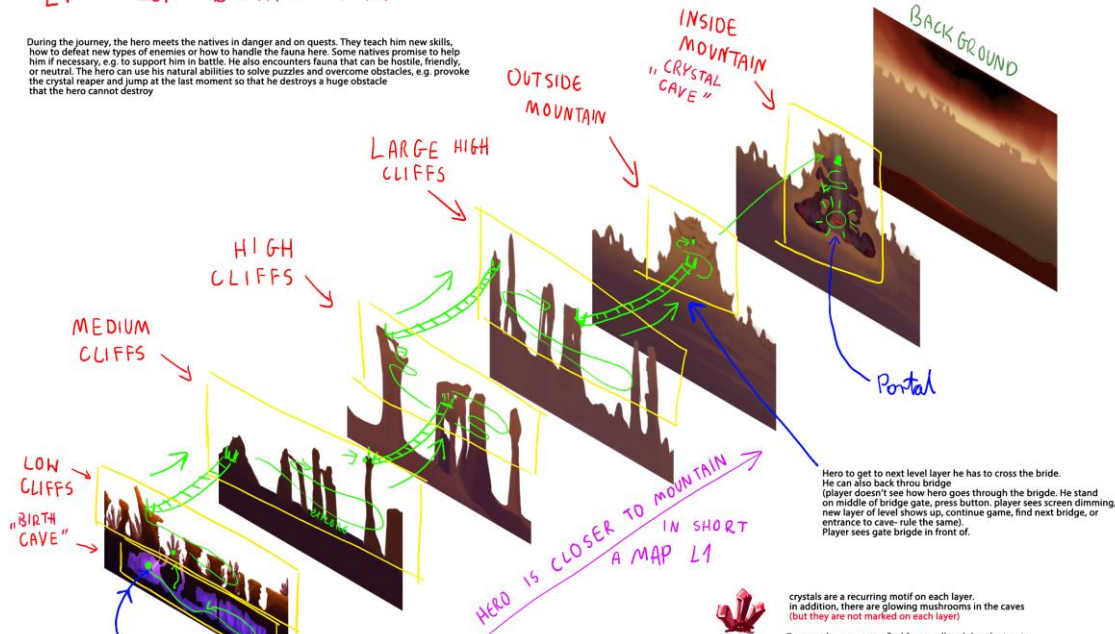 L1
During the journey, the hero meets the natives in danger and on quests. They teach him new skills,
how to defeat new types of enemies or how to handle the fauna here. Some natives promise to help
him if necessary, e.g. to support him in battle. He also encounters fauna that can be hostile, friendly,
or neutral. The hero can use his natural abilities to solve puzzles and overcome obstacles, e.g. provoke
the crystal reaper and jump at the last moment so that he destroys a huge obstacle
that the hero cannot destroy
BACKGROUND
INSIDE
MOUNTAIN
"CRYSTAL
CAVE"
OUTSIDE
MOUNTAIN
LARGE HIGH
CLIFFS
HIGH
CLIFFS
MEDIUM
CLIFFS
LOW
CLIFFS
"BIRTH
CAVE"
Portal
HERO IS CLOSER TO MOUNTAIN
IN SHORT
A MAP L1
Hero to get to next level layer he has to cross the bride.
He can also back throu bridge
(player doesn't see how hero goes through the brigde. He stand
on middle of bridge gate, press button. player sees screen dimming,
new layer of level shows up, continue game, find next bridge, or
entrance to cave- rule the same).
Player sees gate brigde in front of.
crystals are a recurring motif on each layer.
in addition, there are glowing mushrooms in the caves
(but they are not marked on each layer)